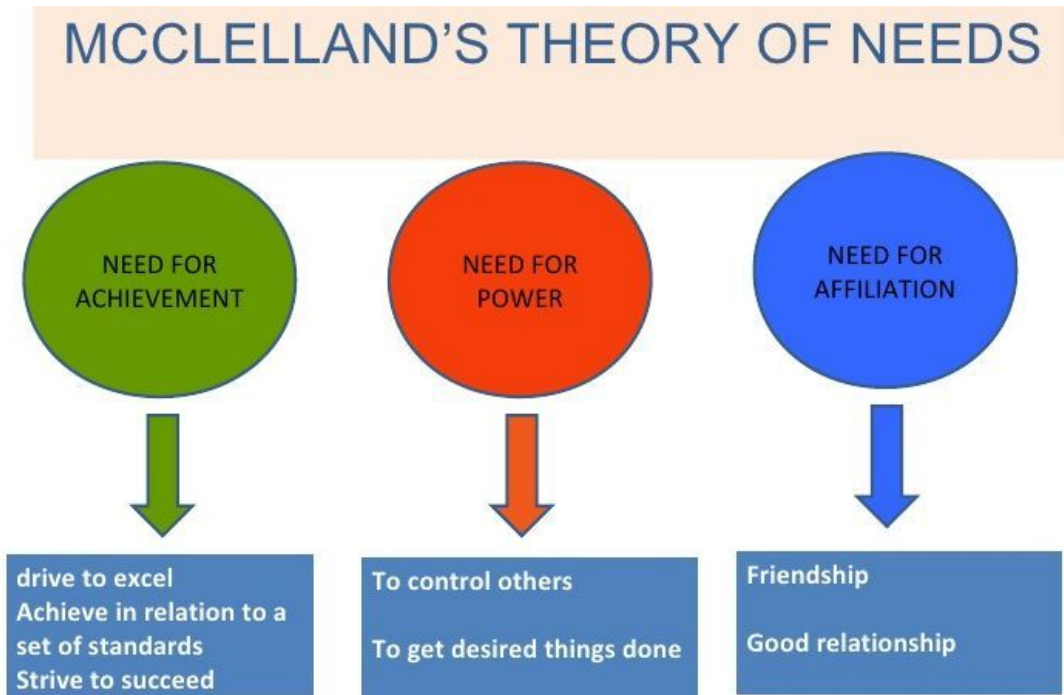 MCCLELLAND'S THEORY OF NEEDS
NEED FOR
ACHIEVEMENT
NEED FOR
POWER
NEED FOR
AFFILIATION
drive to excel
Achieve in relation to a
set of standards
Strive to succeed
To control others
To get desired things done
Friendship
Good relationship